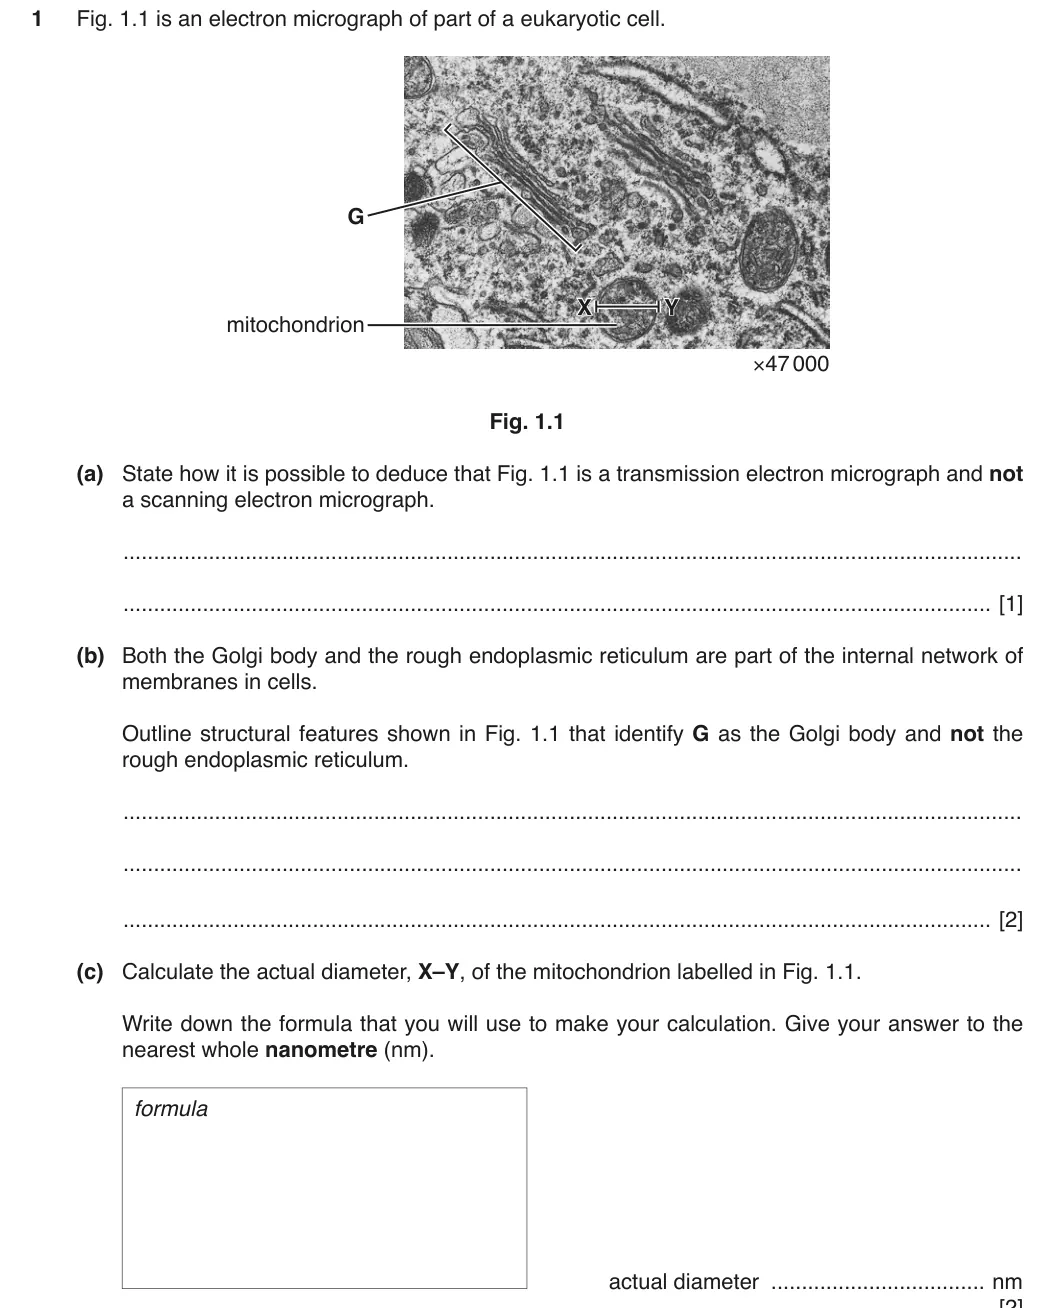 1 Fig. 1.1 is an electron micrograph of part of a eukaryotic cell.
G
X Y
mitochondrion
×47 000
Fig. 1.1
(a) State how it is possible to deduce that Fig. 1.1 is a transmission electron micrograph and not
a scanning electron micrograph.
..........
.......... [1]
(b) Both the Golgi body and the rough endoplasmic reticulum are part of the internal network of
membranes in cells.
Outline structural features shown in Fig. 1.1 that identify G as the Golgi body and not the
rough endoplasmic reticulum.
..........
..........
.......... [2]
(c) Calculate the actual diameter, X–Y, of the mitochondrion labelled in Fig. 1.1.
Write down the formula that you will use to make your calculation. Give your answer to the
nearest whole nanometre (nm).
formula
actual diameter .......... nm